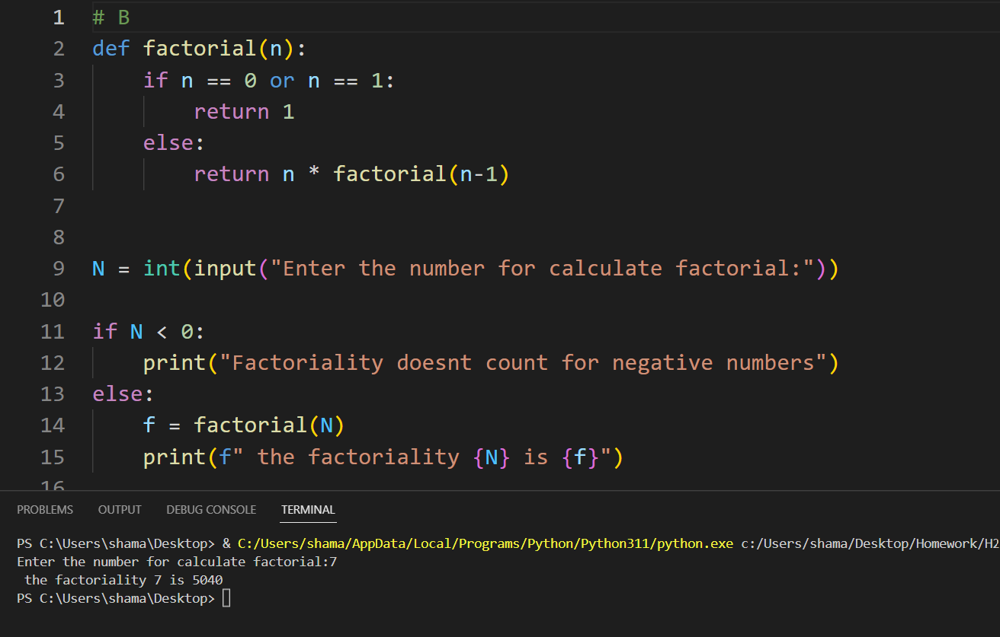 1 # B
2 def factorial(n):
3     if n == 0 or n == 1:
4         return 1
5     else:
6         return n * factorial(n-1)
7
8
9 N = int(input("Enter the number for calculate factorial:"))
10
11 if N < 0:
12     print("Factoriality doesnt count for negative numbers")
13 else:
14     f = factorial(N)
15     print(f" the factoriality {N} is {f}")
16
PROBLEMS OUTPUT DEBUG CONSOLE TERMINAL
PS C:\Users\shama\Desktop> & C:/Users/shama/AppData/Local/Programs/Python/Python311/python.exe c:/Users/shama/Desktop/Homework/H2
Enter the number for calculate factorial:7
 the factoriality 7 is 5040
PS C:\Users\shama\Desktop>